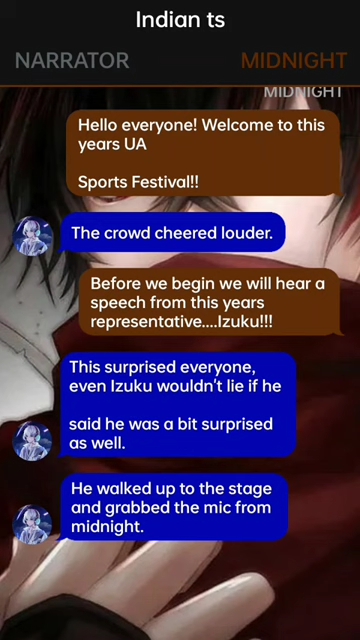 Indian ts
NARRATOR
MIDNIGHT
MIDNIGHT
Hello everyone! Welcome to this
years UA
Sports Festival!!
The crowd cheered louder.
Before we begin we will hear a
speech from this years
representative....Izuku!!!
This surprised everyone,
even Izuku wouldn't lie if he
said he was a bit surprised
as well.
He walked up to the stage
and grabbed the mic from
midnight.